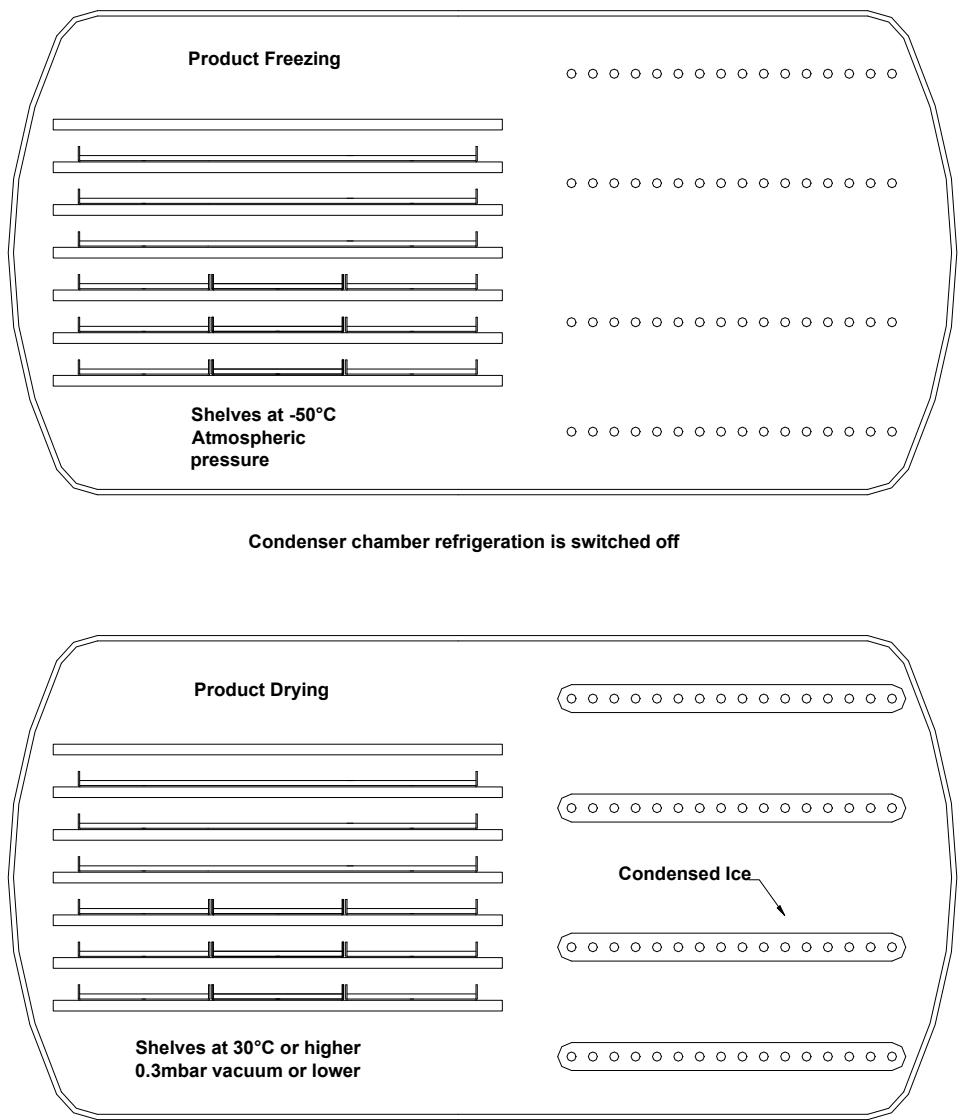 Product Freezing
Shelves at -50°C
Atmospheric
pressure
Condenser chamber refrigeration is switched off
Product Drying
Condensed Ice
Shelves at 30°C or higher
0.3mbar vacuum or lower